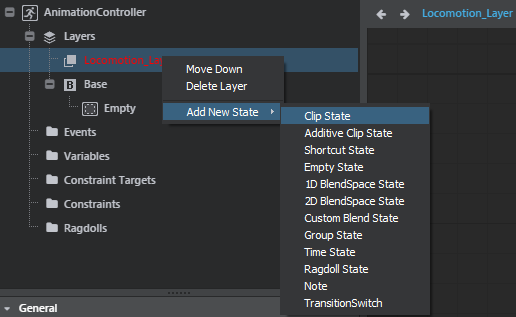 AnimationController
Locomotion_Layer
Layers
Move Down
Delete Layer
Base
Add New State
Empty
Clip State
Additive Clip State
Events
Shortcut State
Variables
Empty State
Constraint Targets
1D BlendSpace State
2D BlendSpace State
Constraints
Custom Blend State
Ragdolls
Group State
Time State
Ragdoll State
Note
TransitionSwitch
General